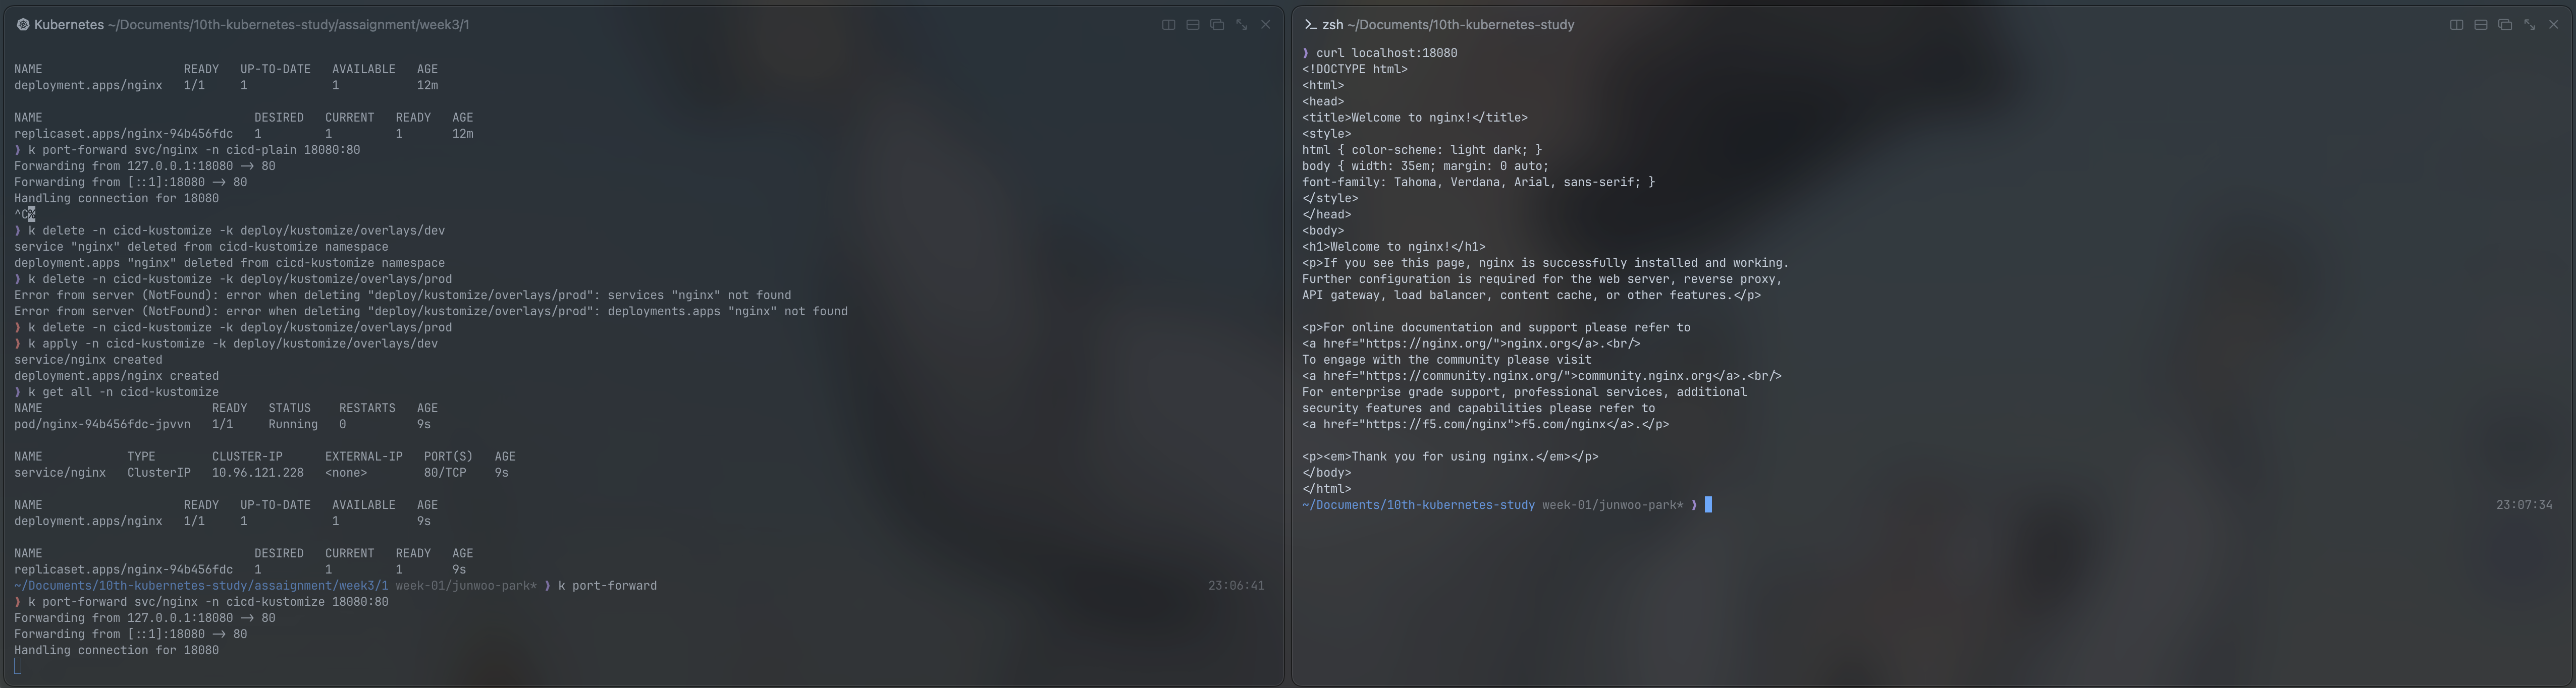 Kubernetes ~/Documents/10th-kubernetes-study/assaignment/week3/1
NAME READY UP-TO-DATE AVAILABLE AGE
deployment.apps/nginx 1/1 1 1 12m
NAME DESIRED CURRENT READY AGE
replicaset.apps/nginx-94b456fdc 1 1 1 12m
❯ k port-forward svc/nginx -n cicd-plain 18080:80
Forwarding from 127.0.0.1:18080 -> 80
Forwarding from [::1]:18080 -> 80
Handling connection for 18080
^C%
❯ k delete -n cicd-kustomize -k deploy/kustomize/overlays/dev
service "nginx" deleted from cicd-kustomize namespace
deployment.apps "nginx" deleted from cicd-kustomize namespace
❯ k delete -n cicd-kustomize -k deploy/kustomize/overlays/prod
Error from server (NotFound): error when deleting "deploy/kustomize/overlays/prod": services "nginx" not found
Error from server (NotFound): error when deleting "deploy/kustomize/overlays/prod": deployments.apps "nginx" not found
❯ k delete -n cicd-kustomize -k deploy/kustomize/overlays/prod
❯ k apply -n cicd-kustomize -k deploy/kustomize/overlays/dev
service/nginx created
deployment.apps/nginx created
❯ k get all -n cicd-kustomize
NAME READY STATUS RESTARTS AGE
pod/nginx-94b456fdc-jpvvn 1/1 Running 0 9s
NAME TYPE CLUSTER-IP EXTERNAL-IP PORT(S) AGE
service/nginx ClusterIP 10.96.121.228 <none> 80/TCP 9s
NAME READY UP-TO-DATE AVAILABLE AGE
deployment.apps/nginx 1/1 1 1 9s
NAME DESIRED CURRENT READY AGE
replicaset.apps/nginx-94b456fdc 1 1 1 9s
~/Documents/10th-kubernetes-study/assaignment/week3/1 week-01/junwoo-park* ❯ k port-forward 23:06:41
❯ k port-forward svc/nginx -n cicd-kustomize 18080:80
Forwarding from 127.0.0.1:18080 -> 80
Forwarding from [::1]:18080 -> 80
Handling connection for 18080
zsh ~/Documents/10th-kubernetes-study
❯ curl localhost:18080
<!DOCTYPE html>
<html>
<head>
<title>Welcome to nginx!</title>
<style>
html { color-scheme: light dark; }
body { width: 35em; margin: 0 auto;
font-family: Tahoma, Verdana, Arial, sans-serif; }
</style>
</head>
<body>
<h1>Welcome to nginx!</h1>
<p>If you see this page, nginx is successfully installed and working.
Further configuration is required for the web server, reverse proxy,
API gateway, load balancer, content cache, or other features.</p>
<p>For online documentation and support please refer to
<a href="https://nginx.org/">nginx.org</a>.<br/>
To engage with the community please visit
<a href="https://community.nginx.org/">community.nginx.org</a>.<br/>
For enterprise grade support, professional services, additional
security features and capabilities please refer to
<a href="https://f5.com/nginx">f5.com/nginx</a>.</p>
<p><em>Thank you for using nginx.</em></p>
</body>
</html>
~/Documents/10th-kubernetes-study week-01/junwoo-park* ❯ 23:07:34